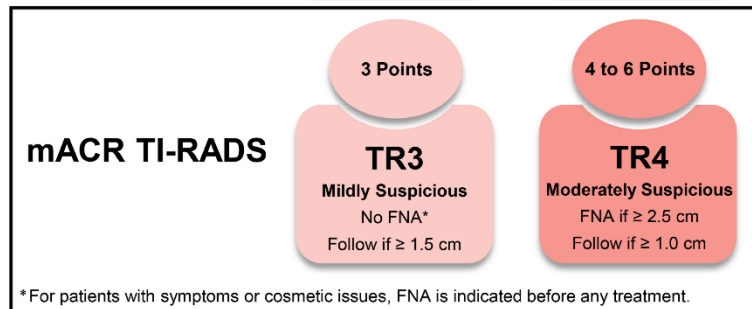 3 Points
4 to 6 Points
mACR TI-RADS
TR3
Mildly Suspicious
No FNA*
Follow if ≥ 1.5 cm
TR4
Moderately Suspicious
FNA if ≥ 2.5 cm
Follow if ≥ 1.0 cm
*For patients with symptoms or cosmetic issues, FNA is indicated before any treatment.